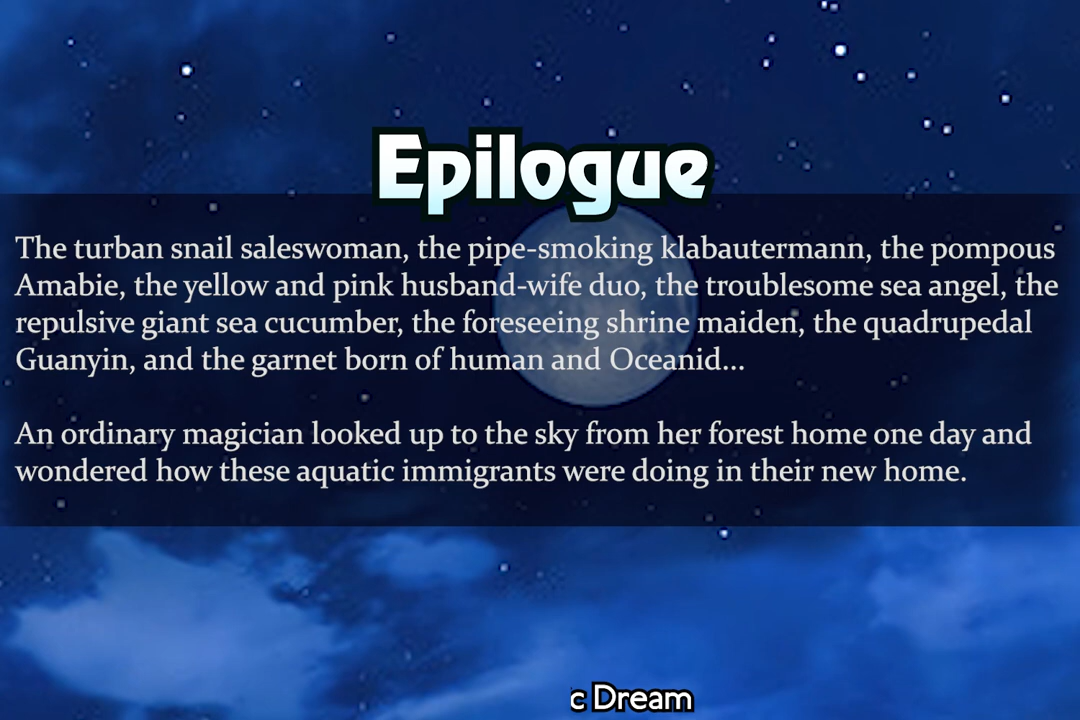 Epilogue
The turban snail saleswoman, the pipe-smoking klabautermann, the pompous
Amabie, the yellow and pink husband-wife duo, the troublesome sea angel, the
repulsive giant sea cucumber, the foreseeing shrine maiden, the quadrupedal
Guanyin, and the garnet born of human and Oceanid...
An ordinary magician looked up to the sky from her forest home one day and
wondered how these aquatic immigrants were doing in their new home.
c Dream